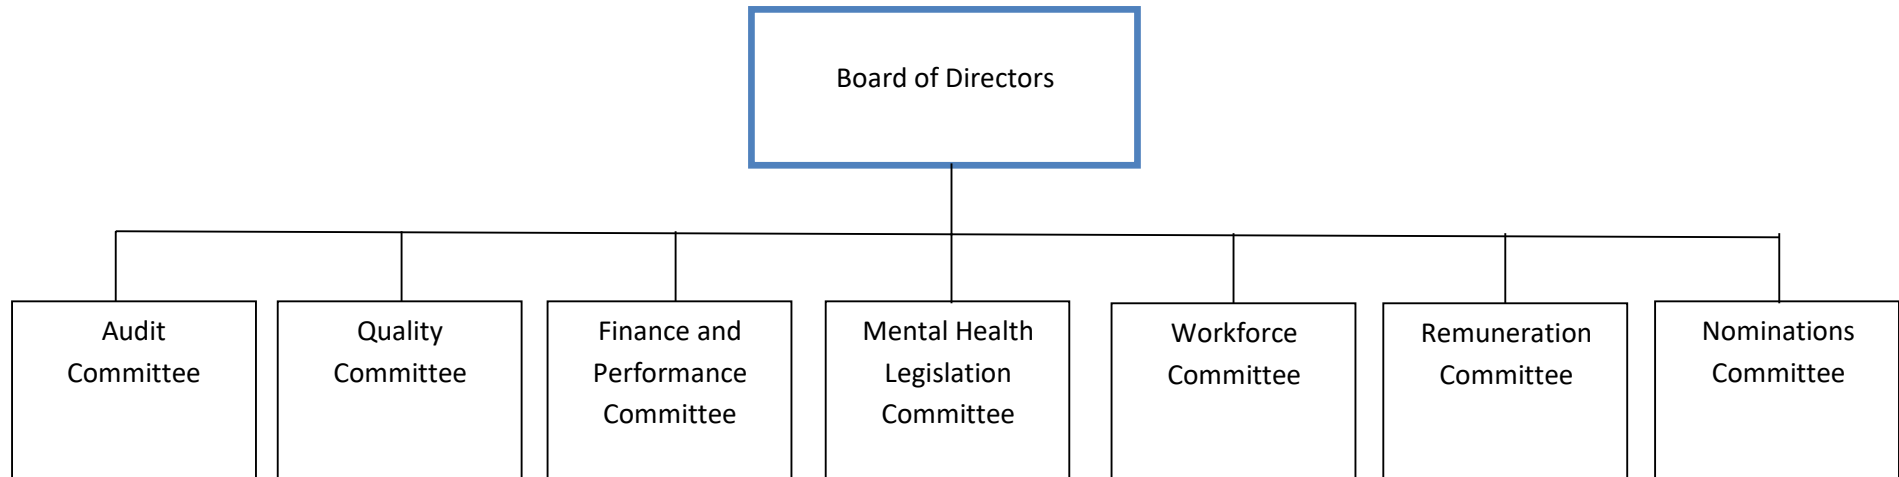 Board of Directors
Audit
Committee
Quality
Committee
Finance and
Performance
Committee
Mental Health
Legislation
Committee
Workforce
Committee
Remuneration
Committee
Nominations
Committee